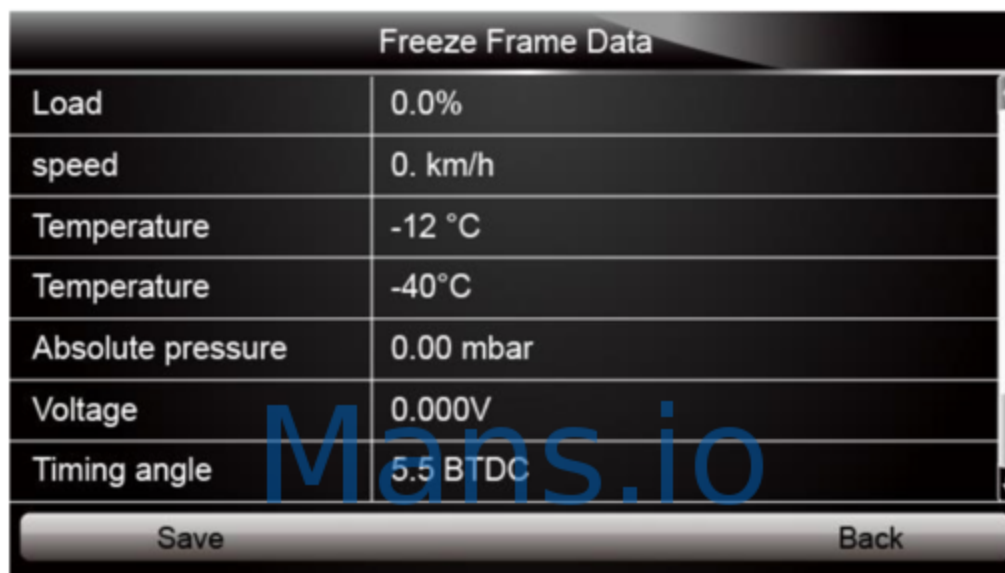 Freeze Frame Data
Load 0.0%
speed 0. km/h
Temperature -12 °C
Temperature -40°C
Absolute pressure 0.00 mbar
Voltage 0.000V
Timing angle 5.5 BTDC
Mans.io
Save Back